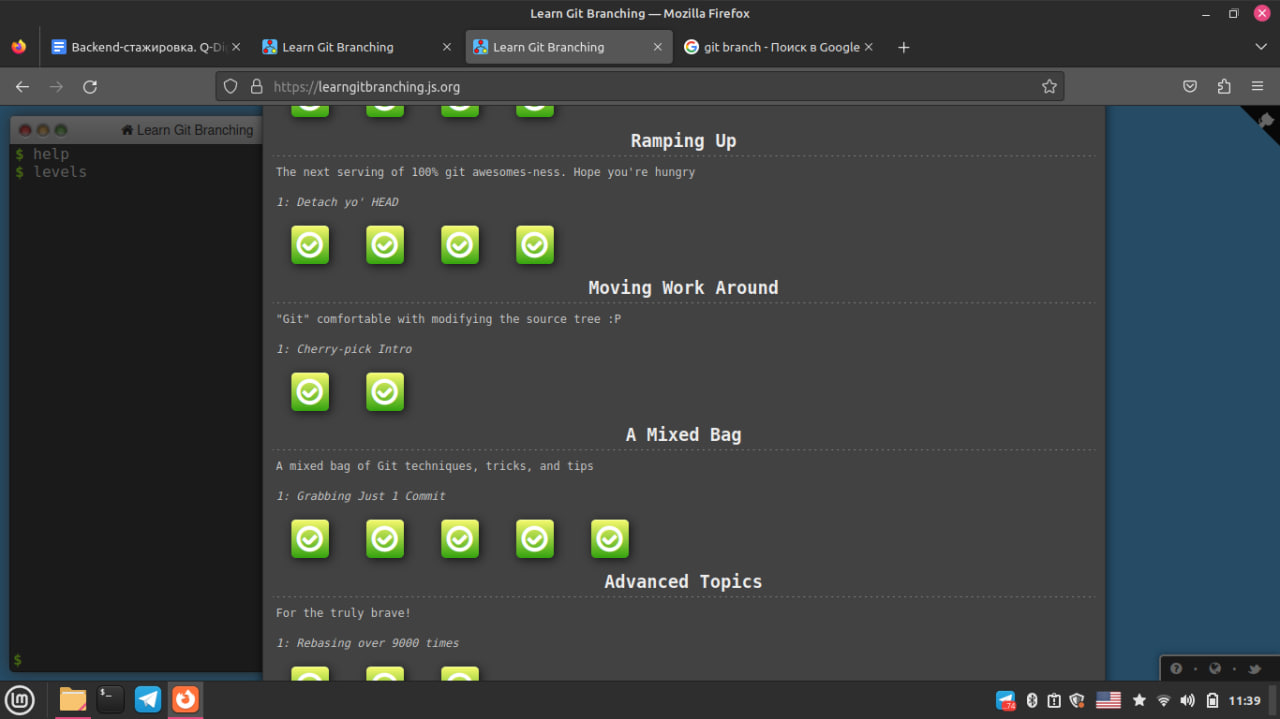 Learn Git Branching — Mozilla Firefox
Backend-стажировка. Q-Di
Learn Git Branching
Learn Git Branching
git branch - Поиск в Google
https://learngitbranching.js.org
Learn Git Branching
$ help
$ levels
$
Ramping Up
The next serving of 100% git awesomes-ness. Hope you're hungry
1: Detach yo' HEAD
Moving Work Around
"Git" comfortable with modifying the source tree :P
1: Cherry-pick Intro
A Mixed Bag
A mixed bag of Git techniques, tricks, and tips
1: Grabbing Just 1 Commit
Advanced Topics
For the truly brave!
1: Rebasing over 9000 times
74
11:39